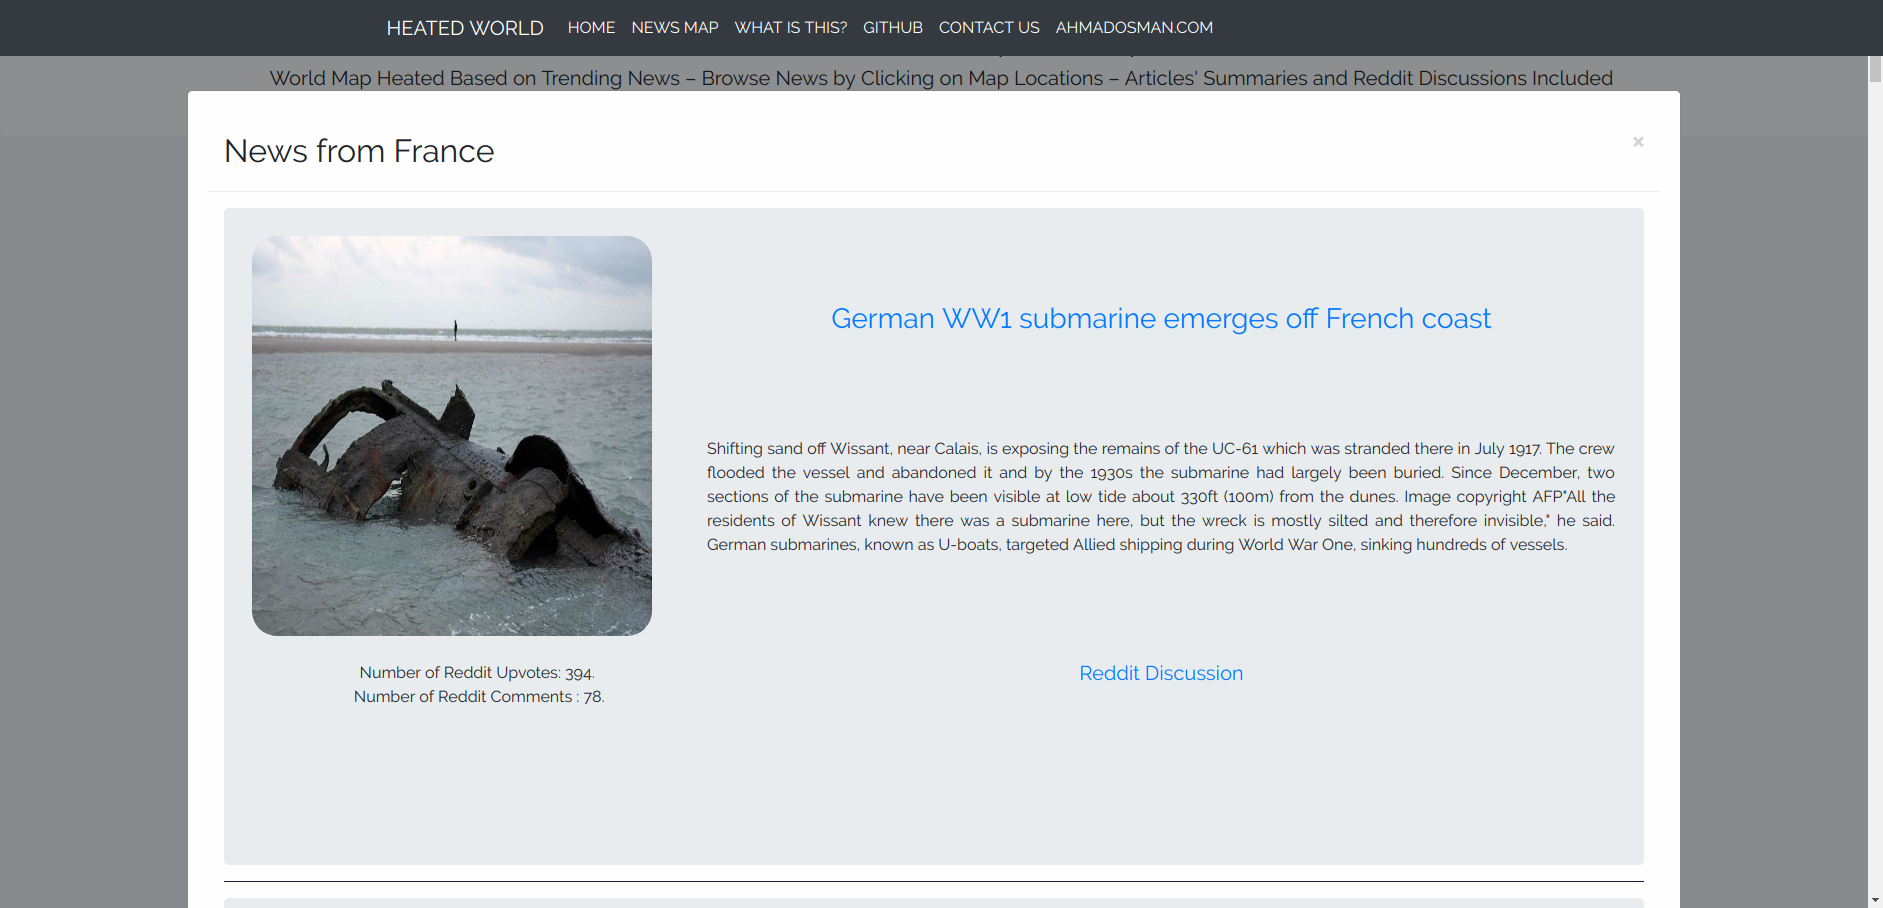 HEATED WORLD HOME NEWS MAP WHAT IS THIS? GITHUB CONTACT US AHMADOSMAN.COM
World Map Heated Based on Trending News – Browse News by Clicking on Map Locations – Articles' Summaries and Reddit Discussions Included
News from France
×
German WW1 submarine emerges off French coast
Shifting sand off Wissant, near Calais, is exposing the remains of the UC-61 which was stranded there in July 1917. The crew
flooded the vessel and abandoned it and by the 1930s the submarine had largely been buried. Since December, two
sections of the submarine have been visible at low tide about 330ft (100m) from the dunes. Image copyright AFP"All the
residents of Wissant knew there was a submarine here, but the wreck is mostly silted and therefore invisible," he said.
German submarines, known as U-boats, targeted Allied shipping during World War One, sinking hundreds of vessels.
Number of Reddit Upvotes: 394.
Number of Reddit Comments : 78.
Reddit Discussion